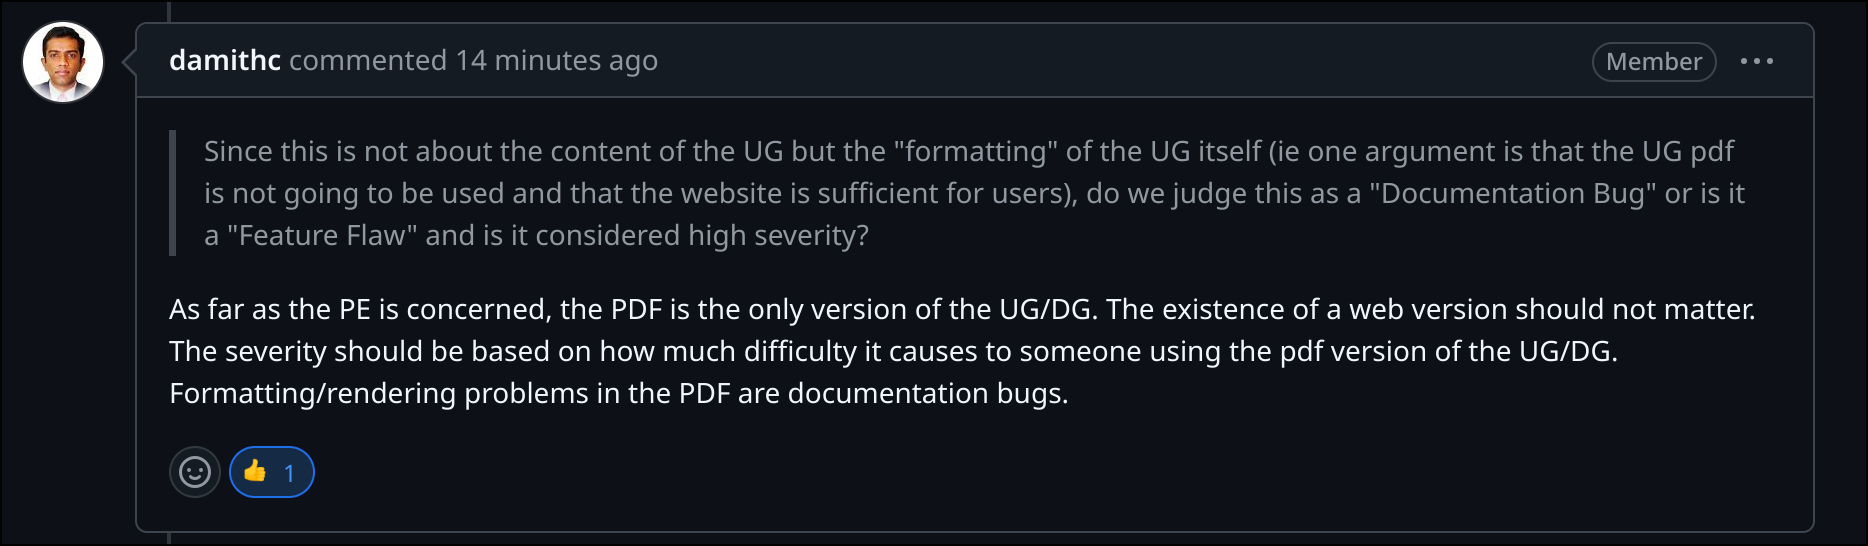 damithc commented 14 minutes ago
Member
Since this is not about the content of the UG but the "formatting" of the UG itself (ie one argument is that the UG pdf
is not going to be used and that the website is sufficient for users), do we judge this as a "Documentation Bug" or is it
a "Feature Flaw" and is it considered high severity?
As far as the PE is concerned, the PDF is the only version of the UG/DG. The existence of a web version should not matter.
The severity should be based on how much difficulty it causes to someone using the pdf version of the UG/DG.
Formatting/rendering problems in the PDF are documentation bugs.
1